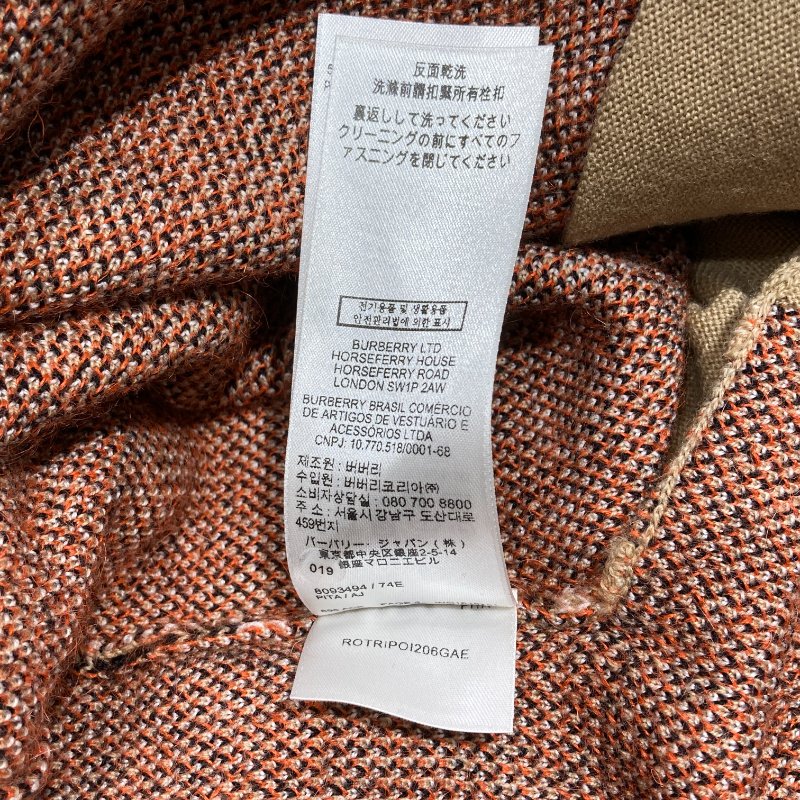 反面乾洗
洗滌前請扣緊所有栓扣
裏返しして洗ってください
クリーニングの前にすべてのフ
ァスニングを閉じてください
전기용품 및 생활용품
안전관리법에 의한 표시
BURBERRY LTD
HORSEFERRY HOUSE
HORSEFERRY ROAD
LONDON SW1P 2AW
BURBERRY BRASIL COMÉRCIO
DE ARTIGOS DE VESTUÁRIO E
ACESSÓRIOS LTDA
CNPJ: 10.770.518/0001-68
제조원 : 버버리
수입원 : 버버리코리아㈜
소비자상담실 : 080 700 8800
주소 : 서울시 강남구 도산대로
459번지
バーバリー・ジャパン(株)
東京都中央区銀座2-5-14
019 銀座マロニエビル
8093494 / 74E
PITA / AJ
ROTRIPOI206GAE